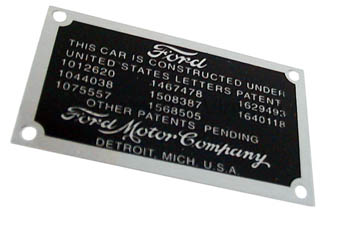 Ford
THIS CAR IS CONSTRUCTED UNDER
UNITED STATES LETTERS PATENT
1012620 1467478 1629493
1044038 1508387 1640118
1075557 1568505
OTHER PATENTS PENDING
Ford Motor Company
DETROIT, MICH. U.S.A.